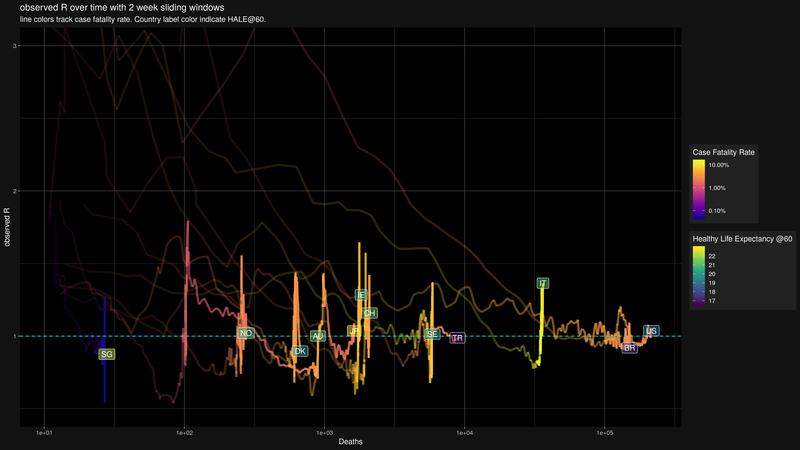 observed R over time with 2 week sliding windows
line colors track case fatality rate. Country label color indicate HALE@60.
observed R
3
2
1
SG
NO
DK
AU
IE
CH
SE
TR
IT
BR
US
1e+01
1e+02
1e+03
1e+04
1e+05
Deaths
Case Fatality Rate
10.00%
1.00%
0.10%
Healthy Life Expectancy @60
22
21
20
19
18
17